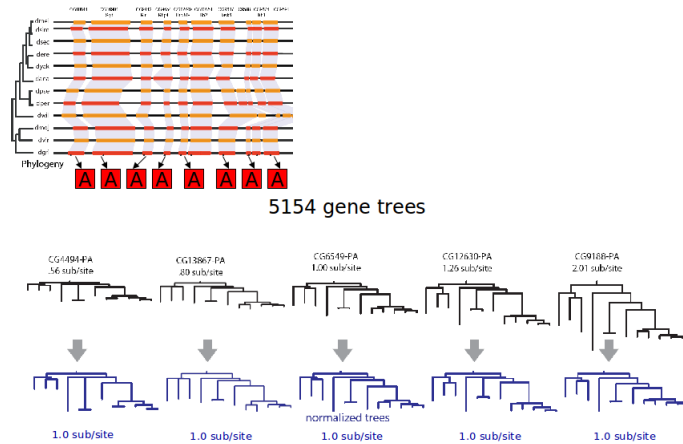 dmel
dsim
dsec
dere
dyak
dana
dpse
dper
dwil
dmoj
dvir
dgri
Phylogeny
A A A A A A A A
5154 gene trees
CG4494-PA CG13867-PA CG6549-PA CG12630-PA CG9188-PA
.56 sub/site .80 sub/site 1.00 sub/site 1.26 sub/site 2.01 sub/site
normalized trees
1.0 sub/site 1.0 sub/site 1.0 sub/site 1.0 sub/site 1.0 sub/site